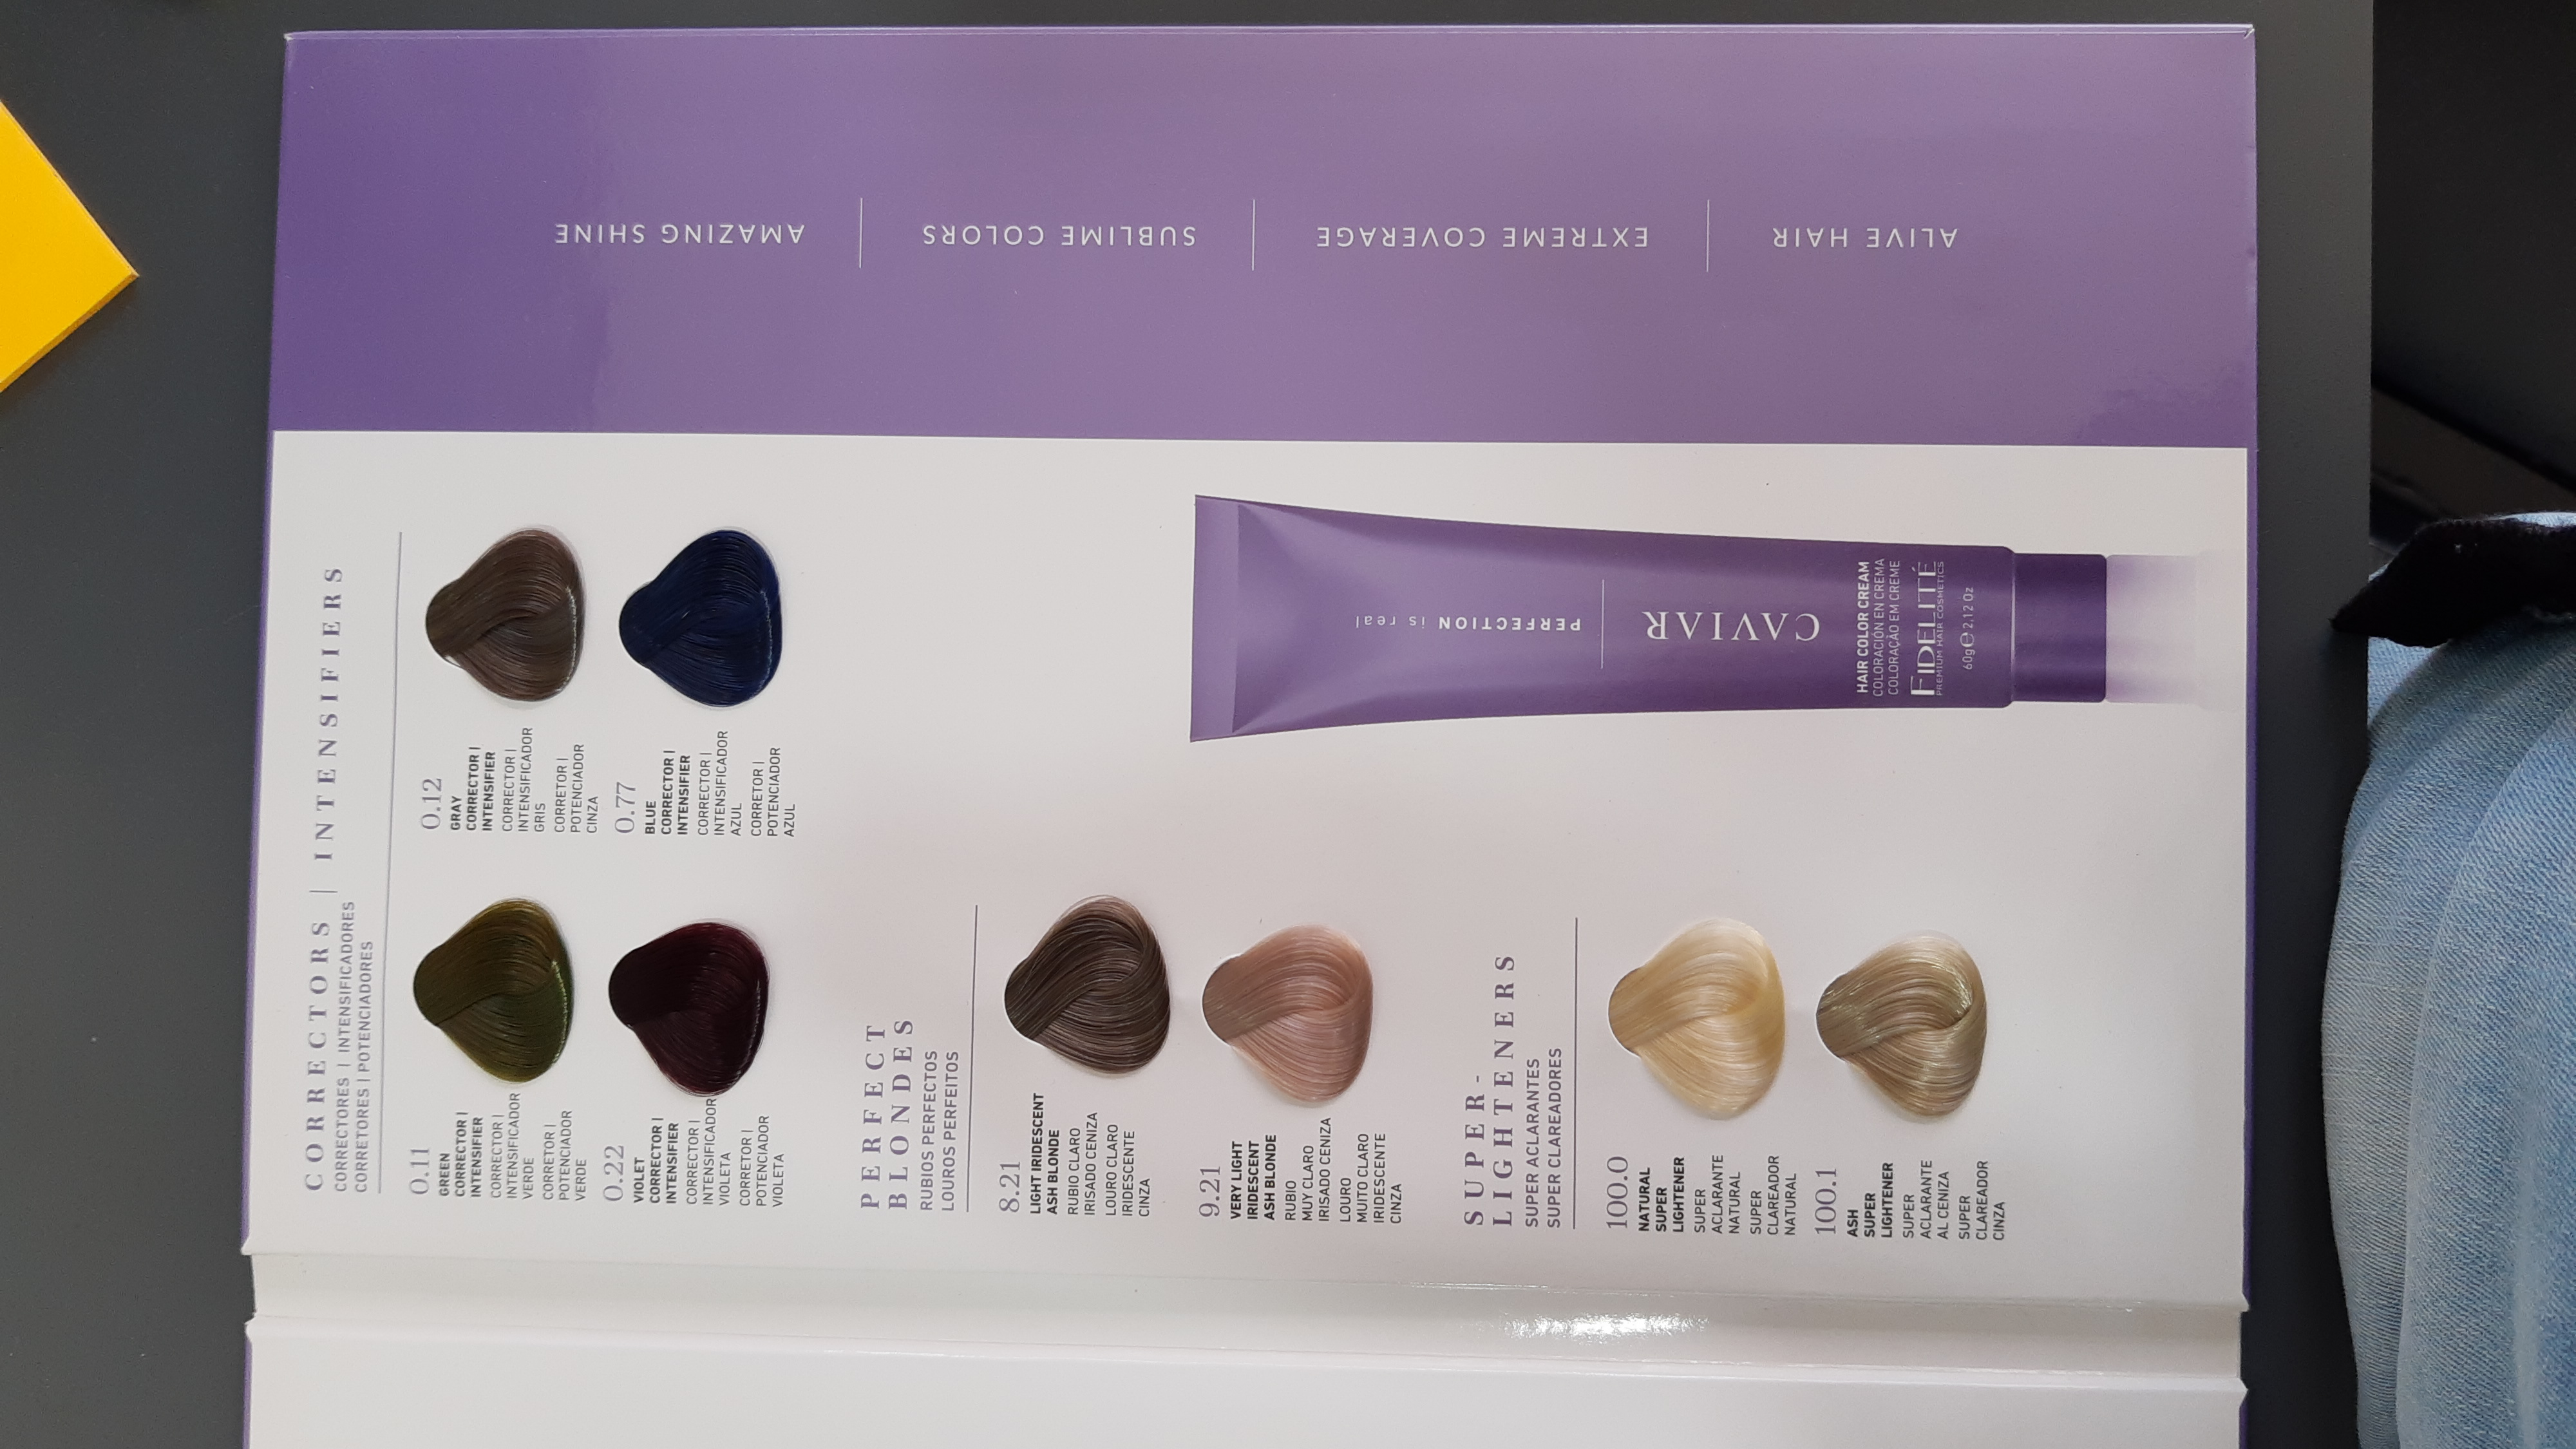 CORRECTORS | INTENSIFIERS
CORRECTORES | INTENSIFICADORES
CORRETORES | POTENCIADORES
0.11
GREEN
CORRECTOR |
INTENSIFIER
CORRECTOR |
INTENSIFICADOR
VERDE
CORRETOR |
POTENCIADOR
VERDE
0.12
GRAY
CORRECTOR |
INTENSIFIER
CORRECTOR |
INTENSIFICADOR
GRIS
CORRETOR |
POTENCIADOR
CINZA
0.22
VIOLET
CORRECTOR |
INTENSIFIER
CORRECTOR |
INTENSIFICADOR
VIOLETA
CORRETOR |
POTENCIADOR
VIOLETA
0.77
BLUE
CORRECTOR |
INTENSIFIER
CORRECTOR |
INTENSIFICADOR
AZUL
CORRETOR |
POTENCIADOR
AZUL
PERFECT
BLONDES
RUBIOS PERFECTOS
LOUROS PERFEITOS
8.21
LIGHT IRIDESCENT
ASH BLONDE
RUBIO CLARO
IRISADO CENIZA
LOURO CLARO
IRIDESCENTE
CINZA
9.21
VERY LIGHT
IRIDESCENT
ASH BLONDE
RUBIO
MUY CLARO
IRISADO CENIZA
LOURO
MUITO CLARO
IRIDESCENTE
CINZA
SUPER-
LIGHTENERS
SUPER ACLARANTES
SUPER CLAREADORES
100.0
NATURAL
SUPER
LIGHTENER
SUPER
ACLARANTE
NATURAL
SUPER
CLAREADOR
NATURAL
100.1
ASH
SUPER
LIGHTENER
SUPER
ACLARANTE
AL CENIZA
SUPER
CLAREADOR
CINZA
CAVIAR | PERFECTION is real
HAIR COLOR CREAM
COLORACIÓN EN CREMA
COLORAÇÃO EM CREME
FIDELITÉ
PREMIUM HAIR COSMETICS
60g ℮ 2,12 Oz
ALIVE HAIR | EXTREME COVERAGE | SUBLIME COLORS | AMAZING SHINE